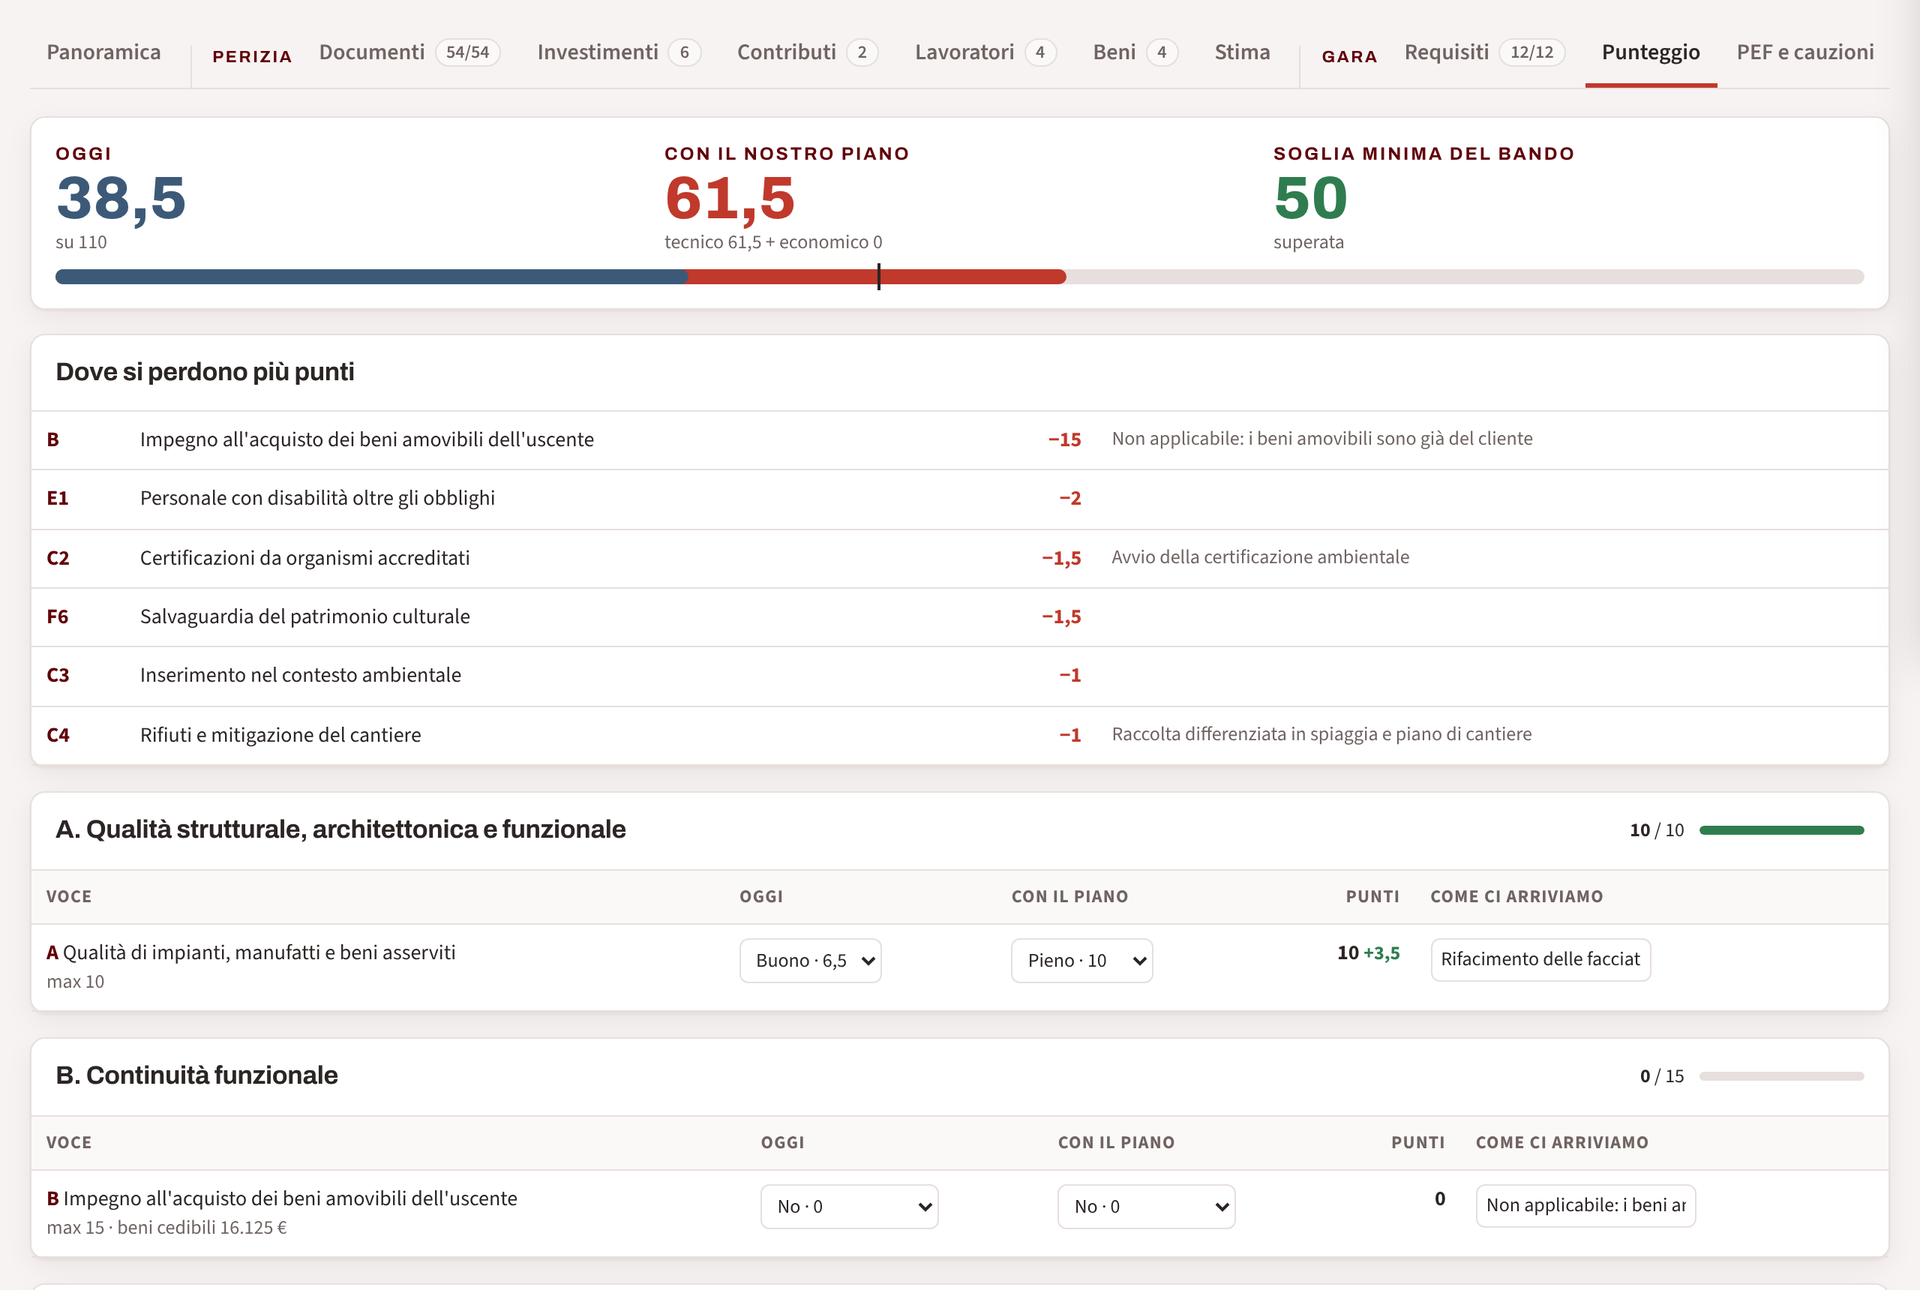 Panoramica PERIZIA Documenti 54/54 Investimenti 6 Contributi 2 Lavoratori 4 Beni 4 Stima GARA Requisiti 12/12 Punteggio PEF e cauzioni
OGGI CON IL NOSTRO PIANO SOGLIA MINIMA DEL BANDO
38,5 61,5 50
su 110 tecnico 61,5 + economico 0 superata
Dove si perdono più punti
B Impegno all'acquisto dei beni amovibili dell'uscente −15 Non applicabile: i beni amovibili sono già del cliente
E1 Personale con disabilità oltre gli obblighi −2
C2 Certificazioni da organismi accreditati −1,5 Avvio della certificazione ambientale
F6 Salvaguardia del patrimonio culturale −1,5
C3 Inserimento nel contesto ambientale −1
C4 Rifiuti e mitigazione del cantiere −1 Raccolta differenziata in spiaggia e piano di cantiere
A. Qualità strutturale, architettonica e funzionale 10 / 10
VOCE OGGI CON IL PIANO PUNTI COME CI ARRIVIAMO
A Qualità di impianti, manufatti e beni asserviti Buono · 6,5 Pieno · 10 10 +3,5 Rifacimento delle facciat
max 10
B. Continuità funzionale 0 / 15
VOCE OGGI CON IL PIANO PUNTI COME CI ARRIVIAMO
B Impegno all'acquisto dei beni amovibili dell'uscente No · 0 No · 0 0 Non applicabile: i beni ar
max 15 · beni cedibili 16.125 €